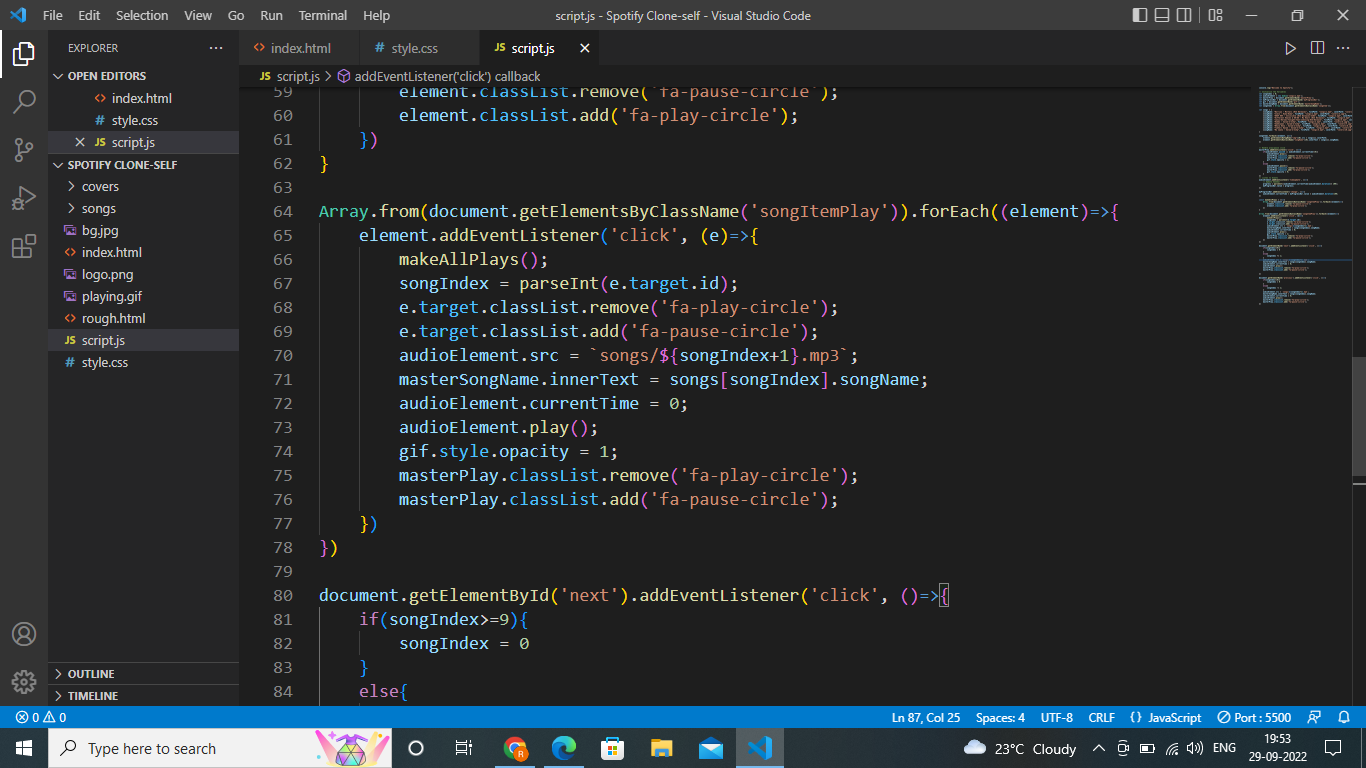 File Edit Selection View Go Run Terminal Help script.js - Spotify Clone-self - Visual Studio Code
EXPLORER
OPEN EDITORS
index.html
style.css
JS script.js
SPOTIFY CLONE-SELF
covers
songs
bg.jpg
index.html
logo.png
playing.gif
rough.html
JS script.js
style.css
OUTLINE
TIMELINE
index.html style.css JS script.js
JS script.js > addEventListener('click') callback
59 element.classList.remove('fa-pause-circle');
60 element.classList.add('fa-play-circle');
61 })
62 }
63
64 Array.from(document.getElementsByClassName('songItemPlay')).forEach((element)=>{
65 element.addEventListener('click', (e)=>{
66 makeAllPlays();
67 songIndex = parseInt(e.target.id);
68 e.target.classList.remove('fa-play-circle');
69 e.target.classList.add('fa-pause-circle');
70 audioElement.src = `songs/${songIndex+1}.mp3`;
71 masterSongName.innerText = songs[songIndex].songName;
72 audioElement.currentTime = 0;
73 audioElement.play();
74 gif.style.opacity = 1;
75 masterPlay.classList.remove('fa-play-circle');
76 masterPlay.classList.add('fa-pause-circle');
77 })
78 })
79
80 document.getElementById('next').addEventListener('click', ()=>{
81 if(songIndex>=9){
82 songIndex = 0
83 }
84 else{
0 0 Ln 87, Col 25 Spaces: 4 UTF-8 CRLF {} JavaScript Port : 5500
Type here to search 23°C Cloudy ENG 19:53
29-09-2022